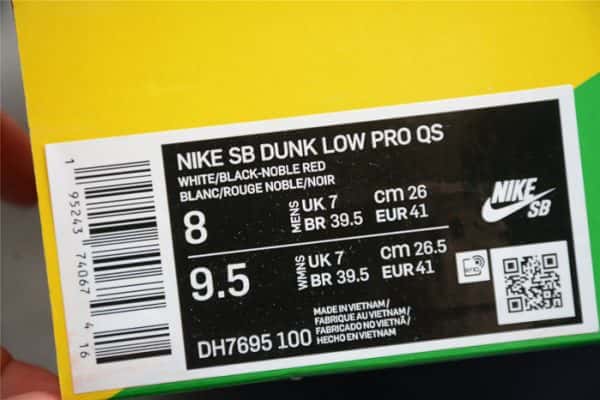 NIKE SB DUNK LOW PRO QS
WHITE/BLACK-NOBLE RED
BLANC/ROUGE NOBLE/NOIR
8
MENS
UK 7
BR 39.5
cm 26
EUR 41
9.5
WMNS
UK 7
BR 39.5
cm 26.5
EUR 41
NIKE
SB
MADE IN VIETNAM/
FABRIQUE AU VIETNAM/
FABRICADO NO VIETNÃ/
HECHO EN VIETNAM
DH7695 100
1 95243 74067 4 16